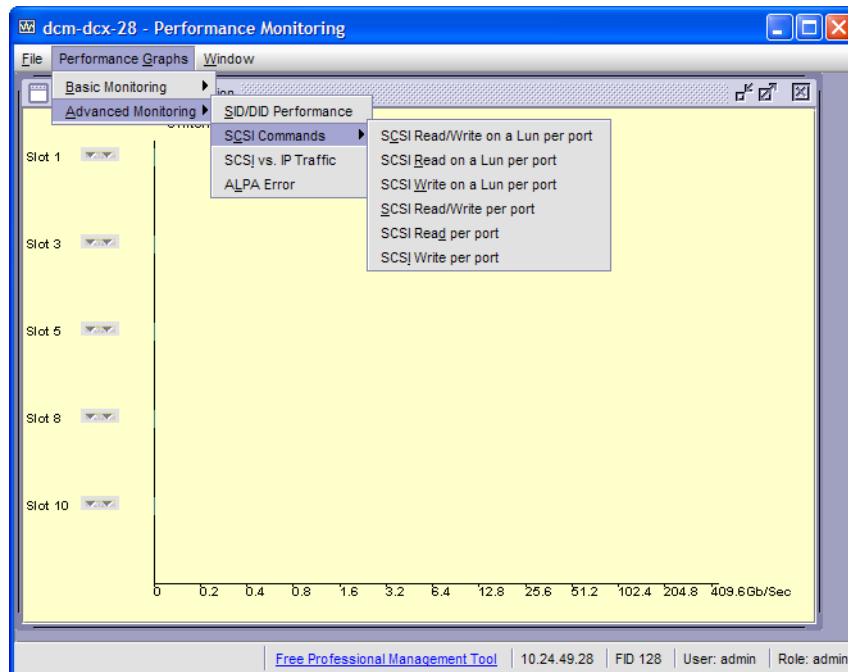 dcm-dcx-28 - Performance Monitoring
File Performance Graphs Window
Basic Monitoring
Advanced Monitoring
SID/DID Performance
SCSI Commands
SCSI vs. IP Traffic
ALPA Error
SCSI Read/Write on a Lun per port
SCSI Read on a Lun per port
SCSI Write on a Lun per port
SCSI Read/Write per port
SCSI Read per port
SCSI Write per port
Slot 1
Slot 3
Slot 5
Slot 8
Slot 10
0 0.2 0.4 0.8 1.6 3.2 6.4 12.8 25.6 51.2 102.4 204.8 409.6Gb/Sec
Free Professional Management Tool 10.24.49.28 FID 128 User: admin Role: admin